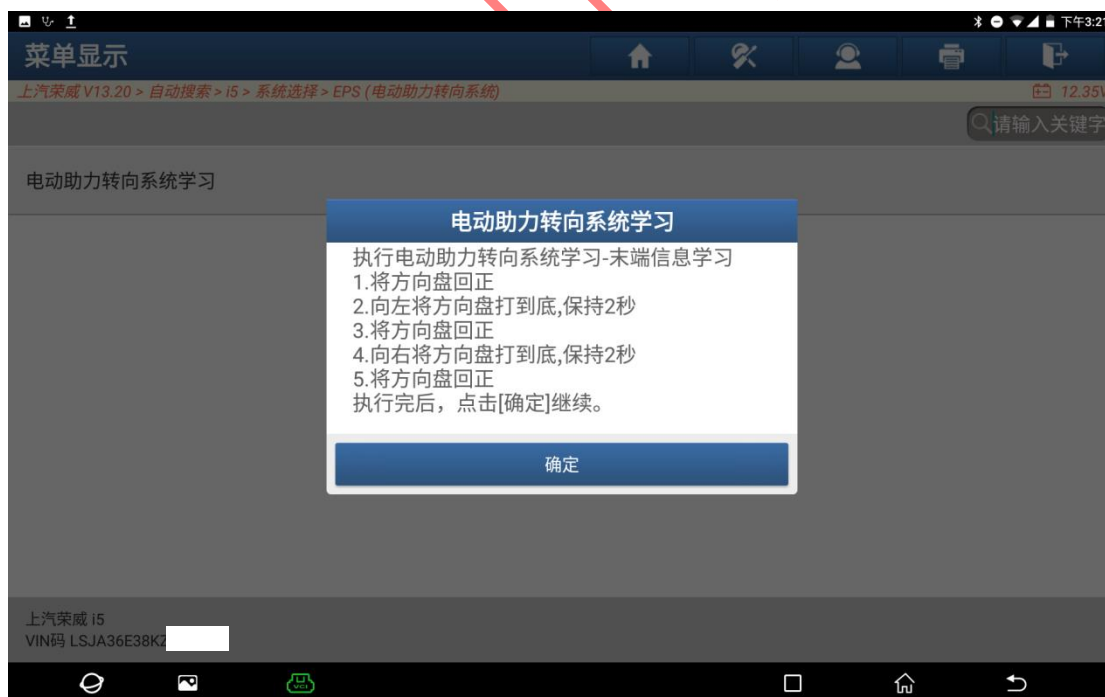 下午3:21
菜单显示
上汽荣威 V13.20 > 自动搜索 > i5 > 系统选择 > EPS (电动助力转向系统)
12.35V
请输入关键字
电动助力转向系统学习
电动助力转向系统学习
执行电动助力转向系统学习-末端信息学习
1.将方向盘回正
2.向左将方向盘打到底,保持2秒
3.将方向盘回正
4.向右将方向盘打到底,保持2秒
5.将方向盘回正
执行完后，点击[确定]继续。
确定
上汽荣威 i5
VIN码 LSJA36E38KZ
VCI